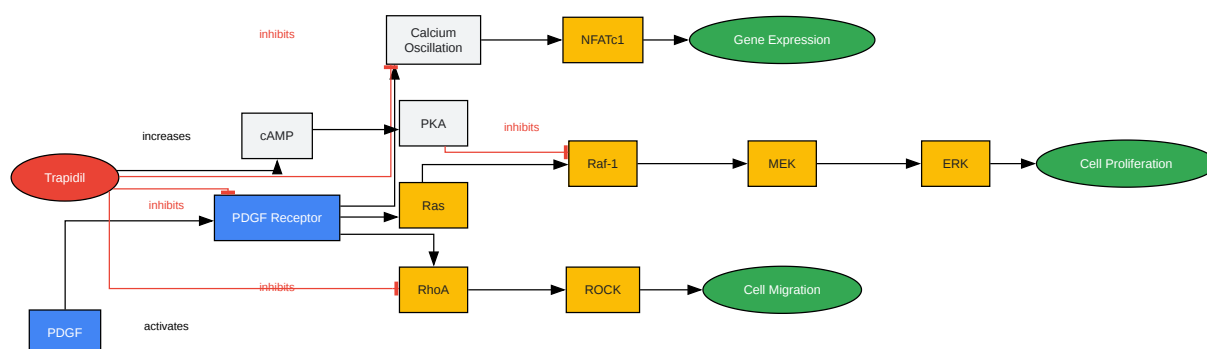 inhibits
Calcium
Oscillation
NFATc1
Gene Expression
increases
cAMP
PKA
inhibits
Trapidil
Raf-1
MEK
ERK
Cell Proliferation
inhibits
PDGF Receptor
Ras
inhibits
RhoA
ROCK
Cell Migration
PDGF
activates